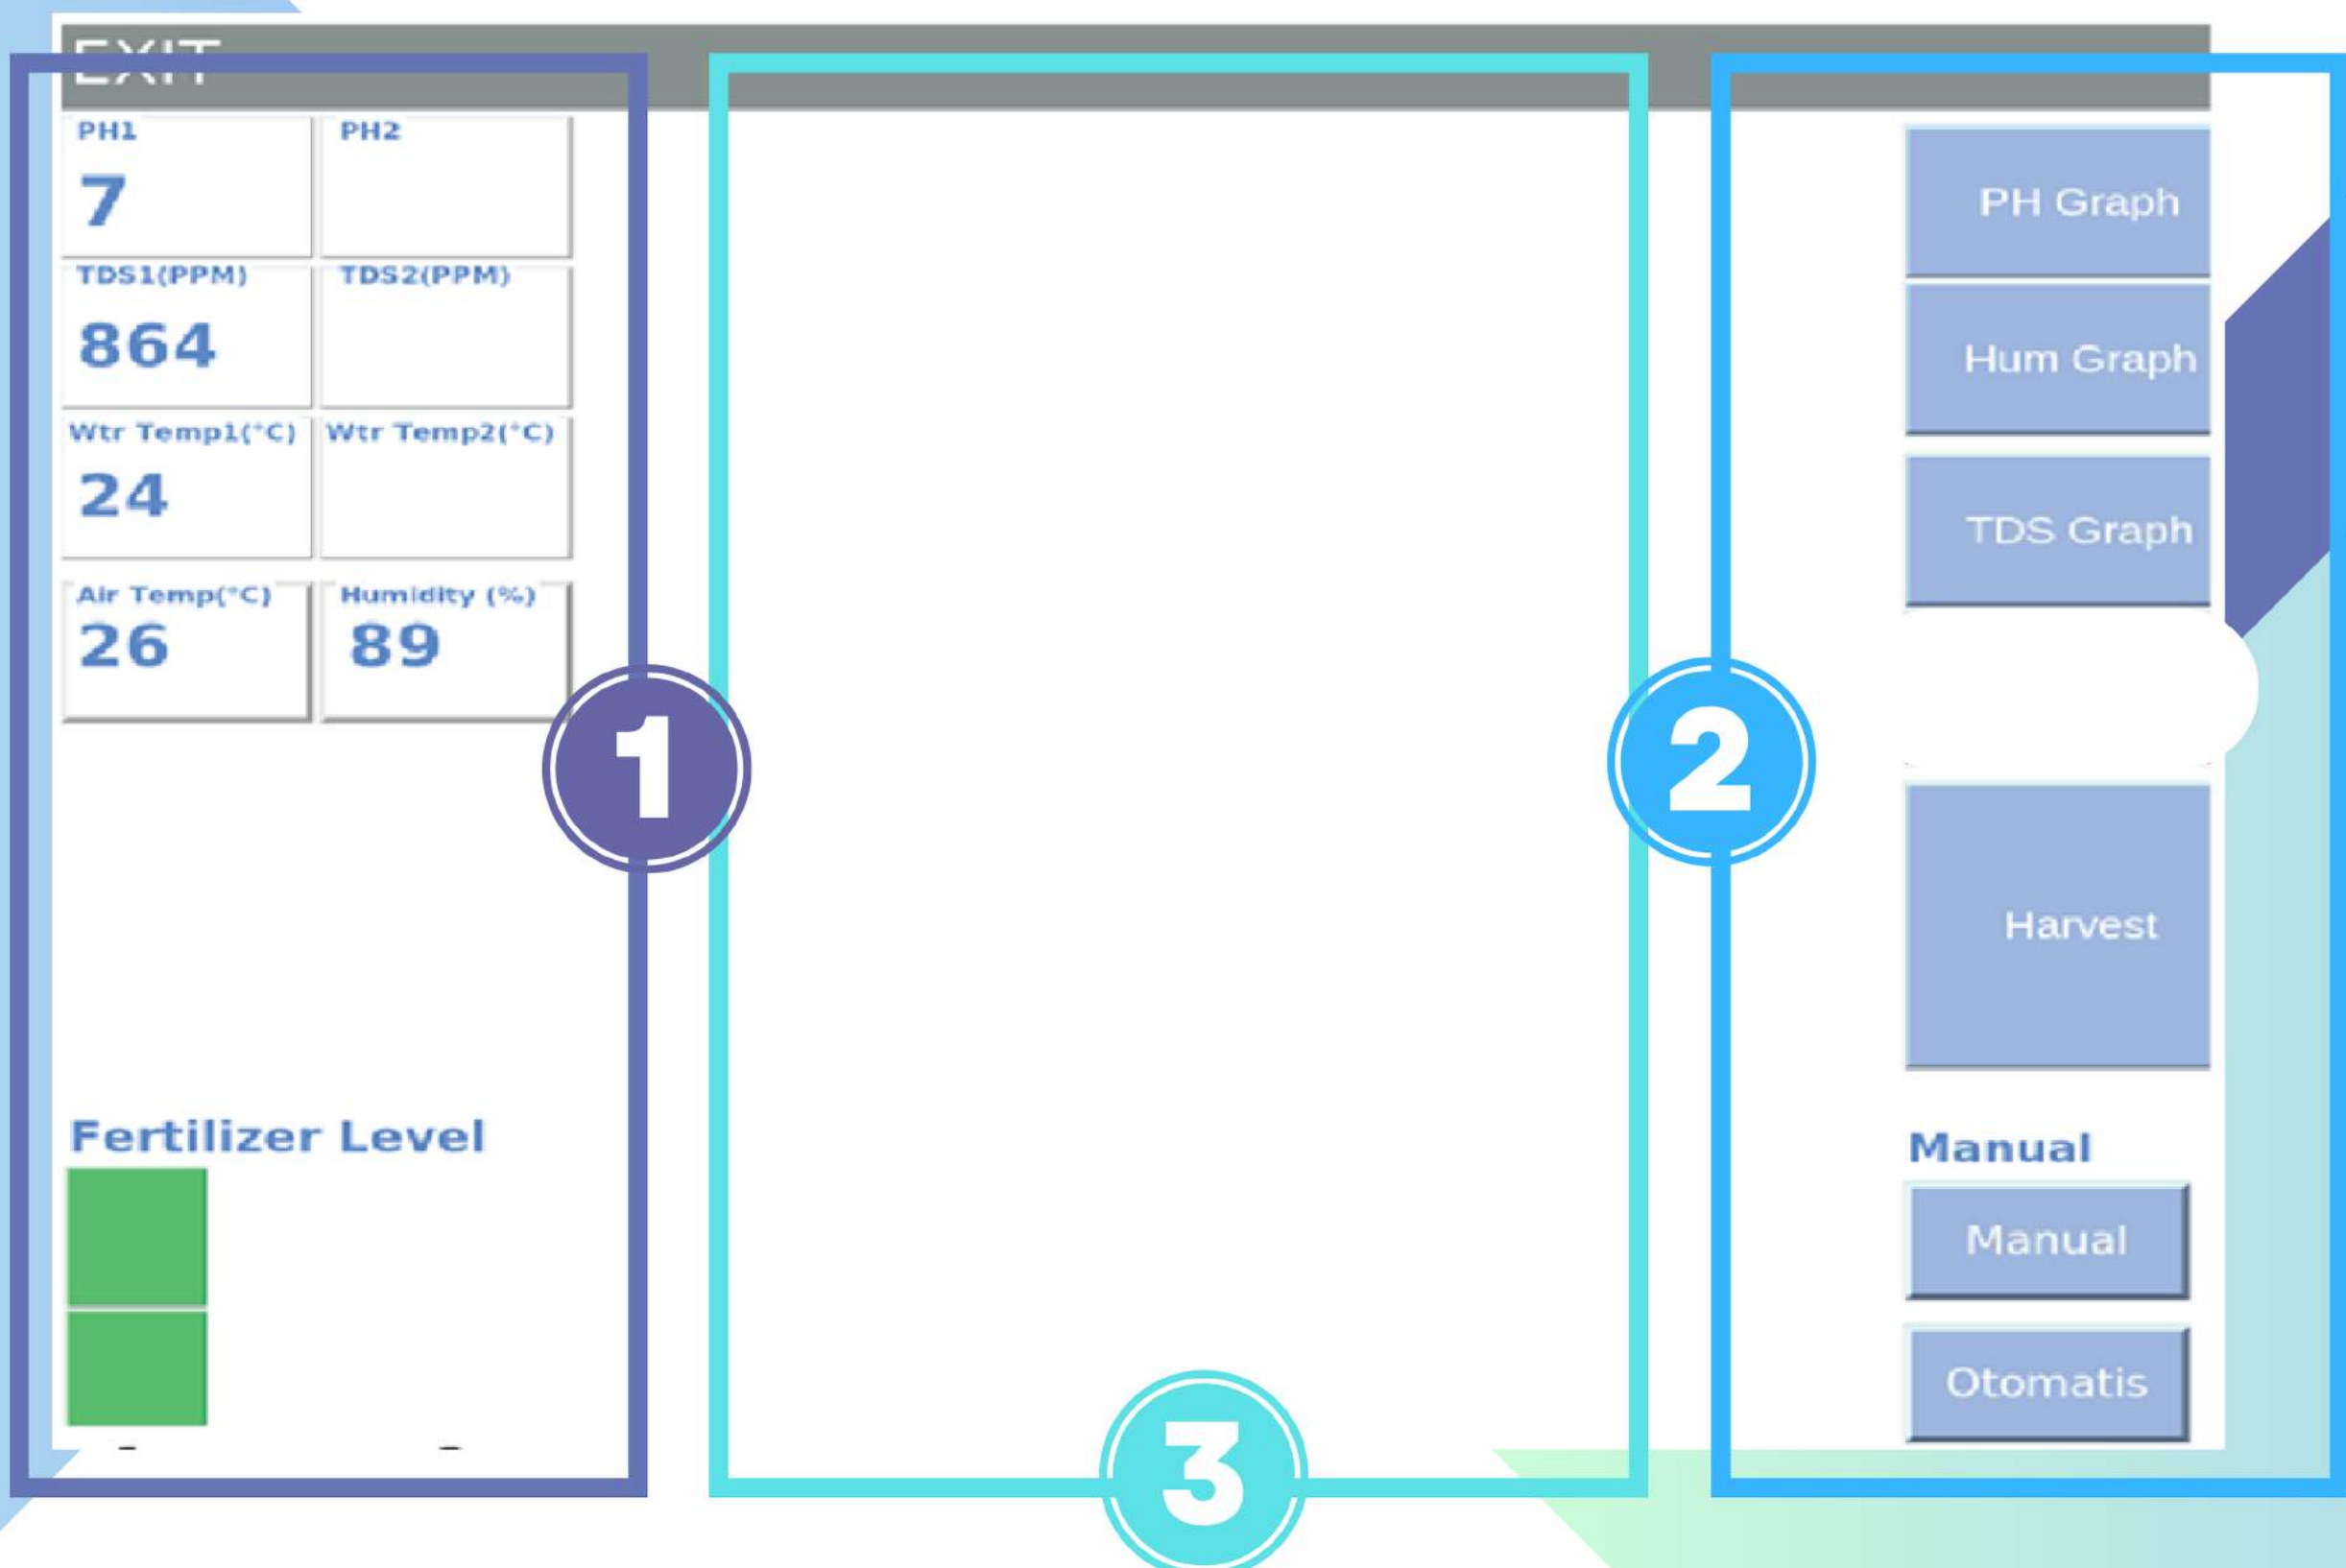 EXIT
PH1
PH2
7
TDS1(PPM)
TDS2(PPM)
864
Wtr Temp1(°C)
Wtr Temp2(°C)
24
Air Temp(°C)
Humidity (%)
26
89
Fertilizer Level
1
3
2
PH Graph
Hum Graph
TDS Graph
Harvest
Manual
Manual
Otomatis